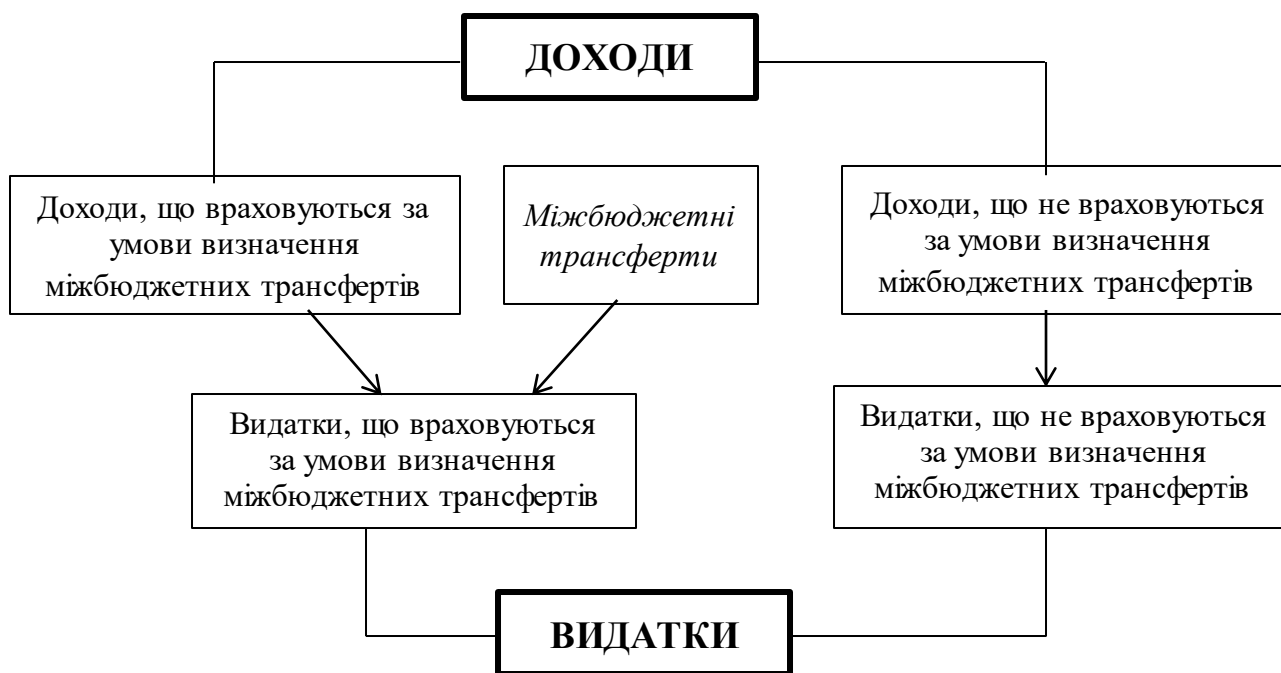 ДОХОДИ
Доходи, що враховуються за
умови визначення
міжбюджетних трансфертів
Міжбюджетні
трансферти
Доходи, що не враховуються
за умови визначення
міжбюджетних трансфертів
Видатки, що враховуються
за умови визначення
міжбюджетних трансфертів
Видатки, що не враховуються
за умови визначення
міжбюджетних трансфертів
ВИДАТКИ